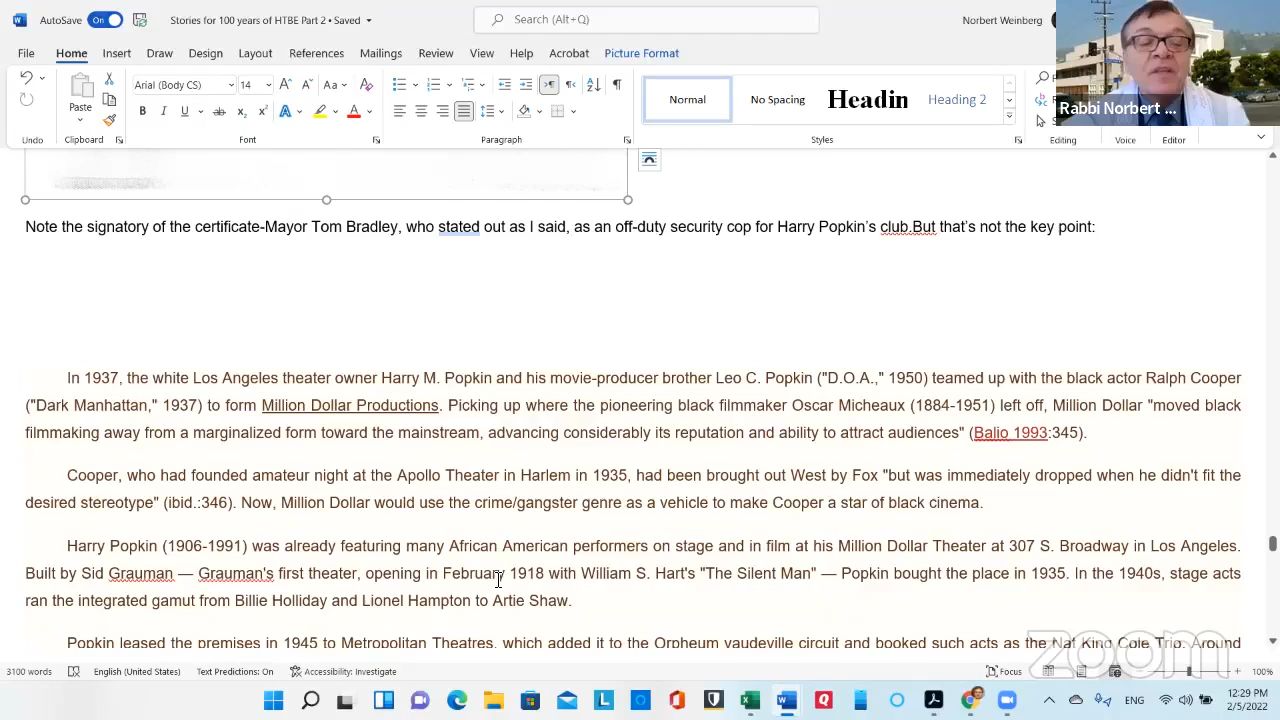 AutoSave On Stories for 100 years of HTBE Part 2 • Saved Search (Alt+Q) Norbert Weinberg
File Home Insert Draw Design Layout References Mailings Review View Help Acrobat Picture Format
Arial (Body CS) 14 Aa Normal No Spacing Headin Heading 2
Paste
B I U ab x₂ x² A A
Undo Clipboard Font Paragraph Styles Voice Editor
Rabbi Norbert ...
Note the signatory of the certificate-Mayor Tom Bradley, who stated out as I said, as an off-duty security cop for Harry Popkin's club.But that's not the key point:
In 1937, the white Los Angeles theater owner Harry M. Popkin and his movie-producer brother Leo C. Popkin ("D.O.A.," 1950) teamed up with the black actor Ralph Cooper
("Dark Manhattan," 1937) to form Million Dollar Productions. Picking up where the pioneering black filmmaker Oscar Micheaux (1884-1951) left off, Million Dollar "moved black
filmmaking away from a marginalized form toward the mainstream, advancing considerably its reputation and ability to attract audiences" (Balio 1993:345).
Cooper, who had founded amateur night at the Apollo Theater in Harlem in 1935, had been brought out West by Fox "but was immediately dropped when he didn't fit the
desired stereotype" (ibid.:346). Now, Million Dollar would use the crime/gangster genre as a vehicle to make Cooper a star of black cinema.
Harry Popkin (1906-1991) was already featuring many African American performers on stage and in film at his Million Dollar Theater at 307 S. Broadway in Los Angeles.
Built by Sid Grauman — Grauman's first theater, opening in February 1918 with William S. Hart's "The Silent Man" — Popkin bought the place in 1935. In the 1940s, stage acts
ran the integrated gamut from Billie Holliday and Lionel Hampton to Artie Shaw.
Popkin leased the premises in 1945 to Metropolitan Theatres, which added it to the Orpheum vaudeville circuit and booked such acts as the Nat King Cole Trio. Around
zoom
3100 words English (United States) Text Predictions: On Accessibility: Investigate Focus 100%
ENG 12:29 PM
2/5/2022